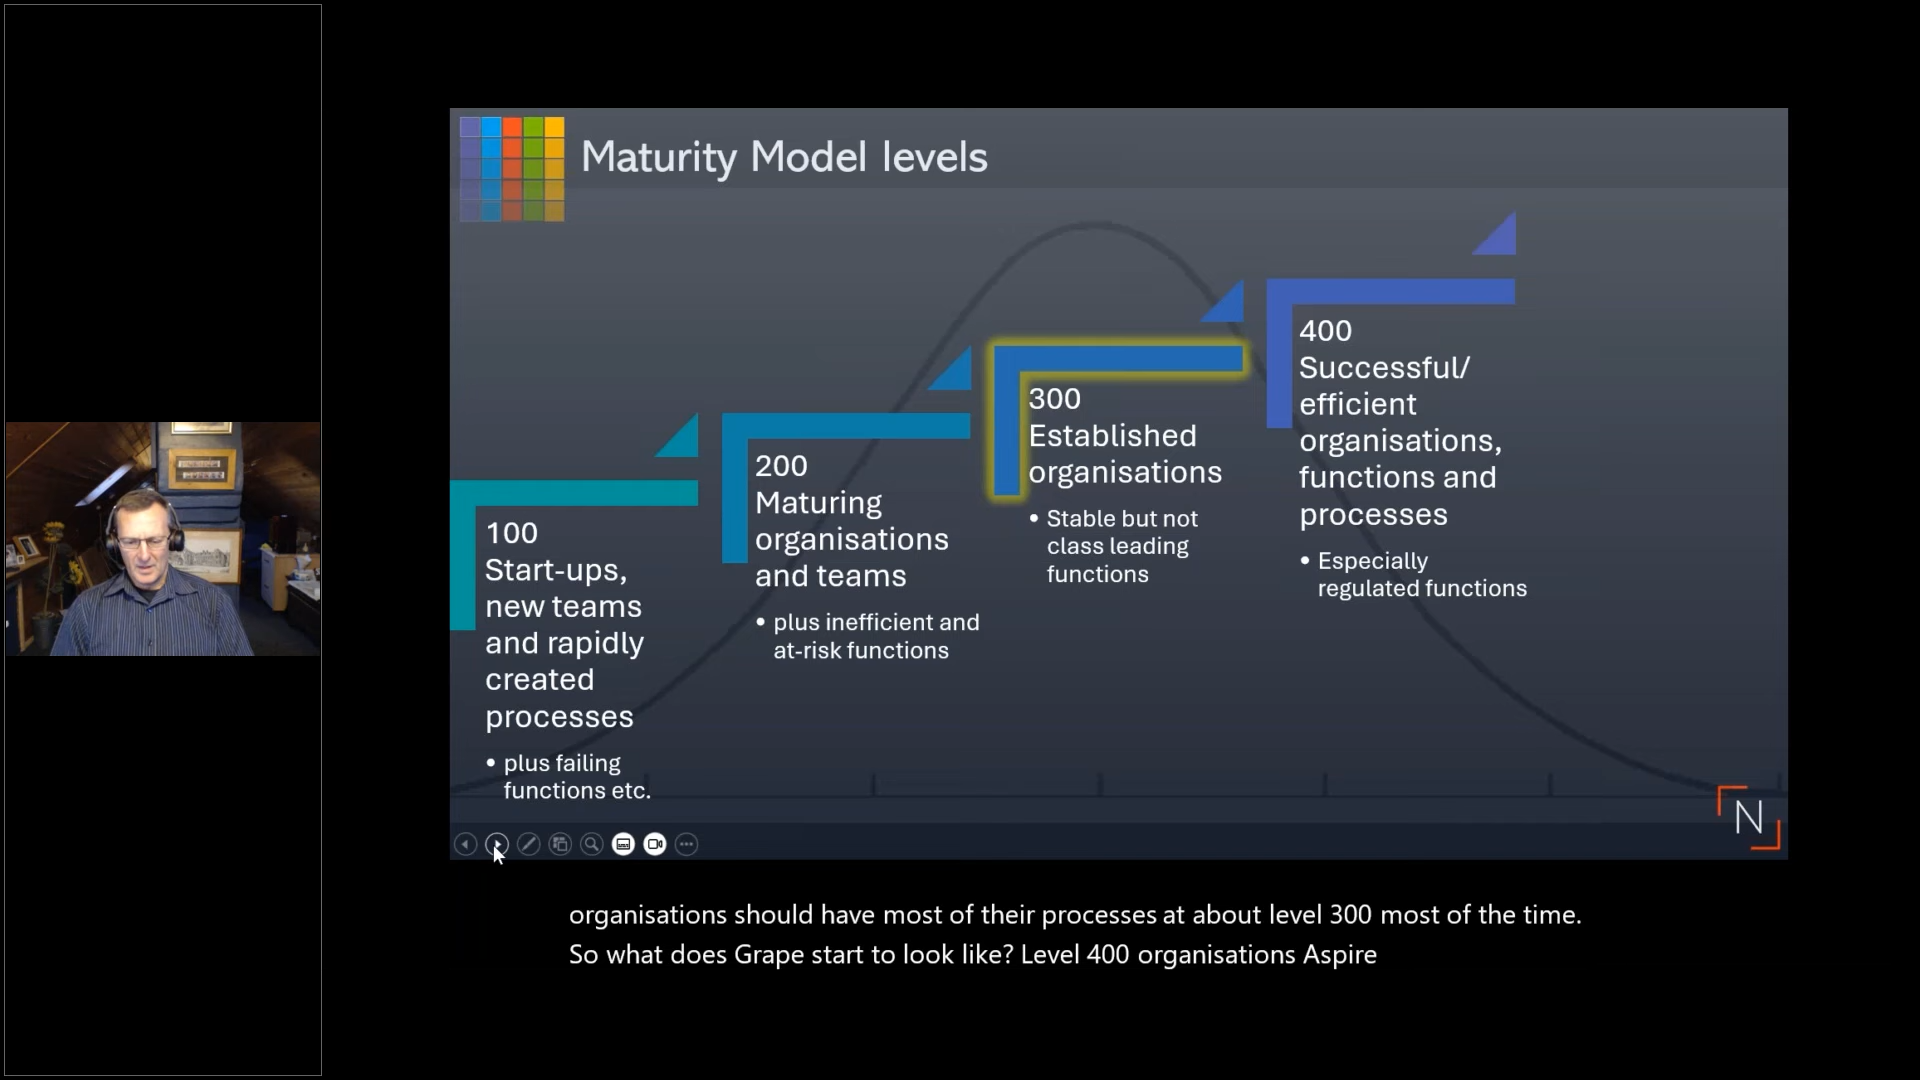 Maturity Model levels
100
Start-ups,
new teams
and rapidly
created
processes
• plus failing
functions etc.
200
Maturing
organisations
and teams
• plus inefficient and
at-risk functions
300
Established
organisations
• Stable but not
class leading
functions
400
Successful/
efficient
organisations,
functions and
processes
• Especially
regulated functions
N
organisations should have most of their processes at about level 300 most of the time.
So what does Grape start to look like? Level 400 organisations Aspire